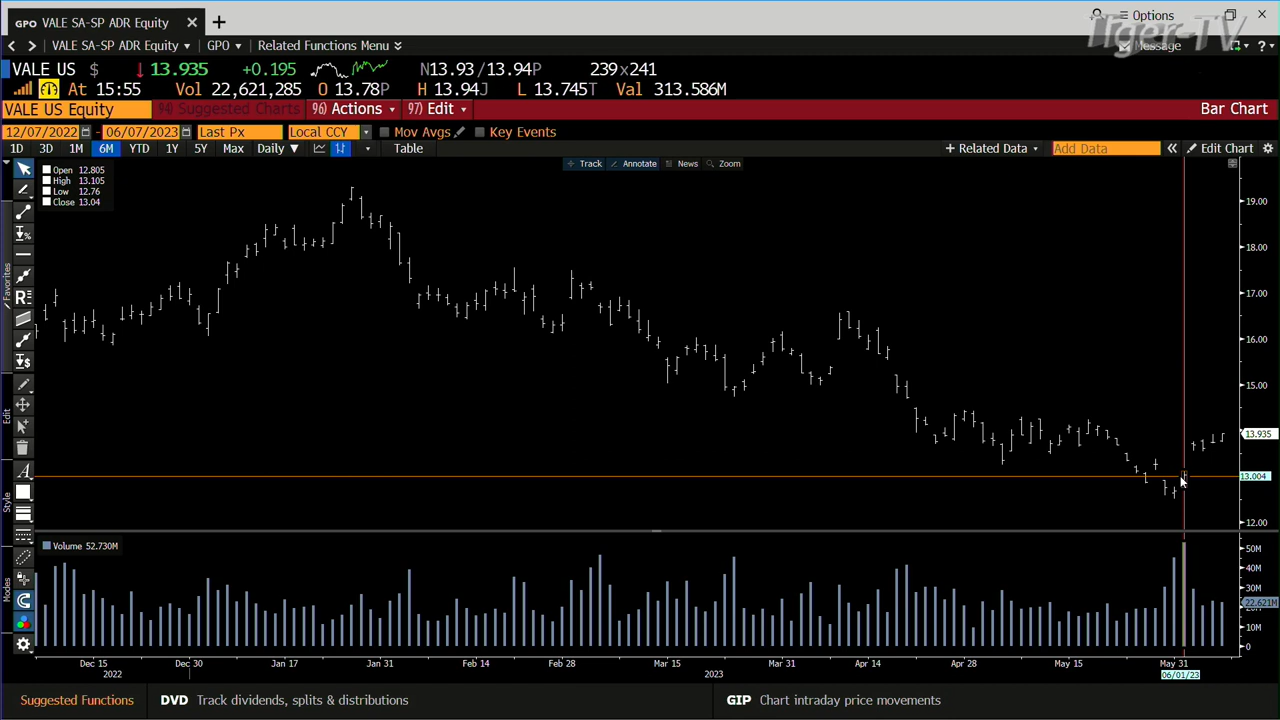 GPO VALE SA-SP ADR Equity × +
Options
Tiger-TV
< > VALE SA-SP ADR Equity GPO Related Functions Menu
Message ?
VALE US $ ↓ 13.935 +0.195 N13.93 / 13.94P 239x241
At 15:55 Vol 22,621,285 O 13.78P H 13.94J L 13.745T Val 313.586M
VALE US Equity 94) Suggested Charts 96) Actions 97) Edit Bar Chart
12/07/2022 - 06/07/2023 Last Px Local CCY Mov Avgs Key Events
1D 3D 1M 6M YTD 1Y 5Y Max Daily ▼ Table + Related Data Add Data « Edit Chart
Track Annotate News Zoom
Open 12.805
High 13.105
Low 12.76
Close 13.04
19.00
18.00
17.00
16.00
15.00
13.935
13.004
12.00
Favorites
Edit
Style
Modes
Volume 52.730M
50M
40M
30M
22.621M
10M
0
Dec 15 Dec 30 Jan 17 Jan 31 Feb 14 Feb 28 Mar 15 Mar 31 Apr 14 Apr 28 May 15 May 31
2022 2023 06/01/23
Suggested Functions DVD Track dividends, splits & distributions GIP Chart intraday price movements